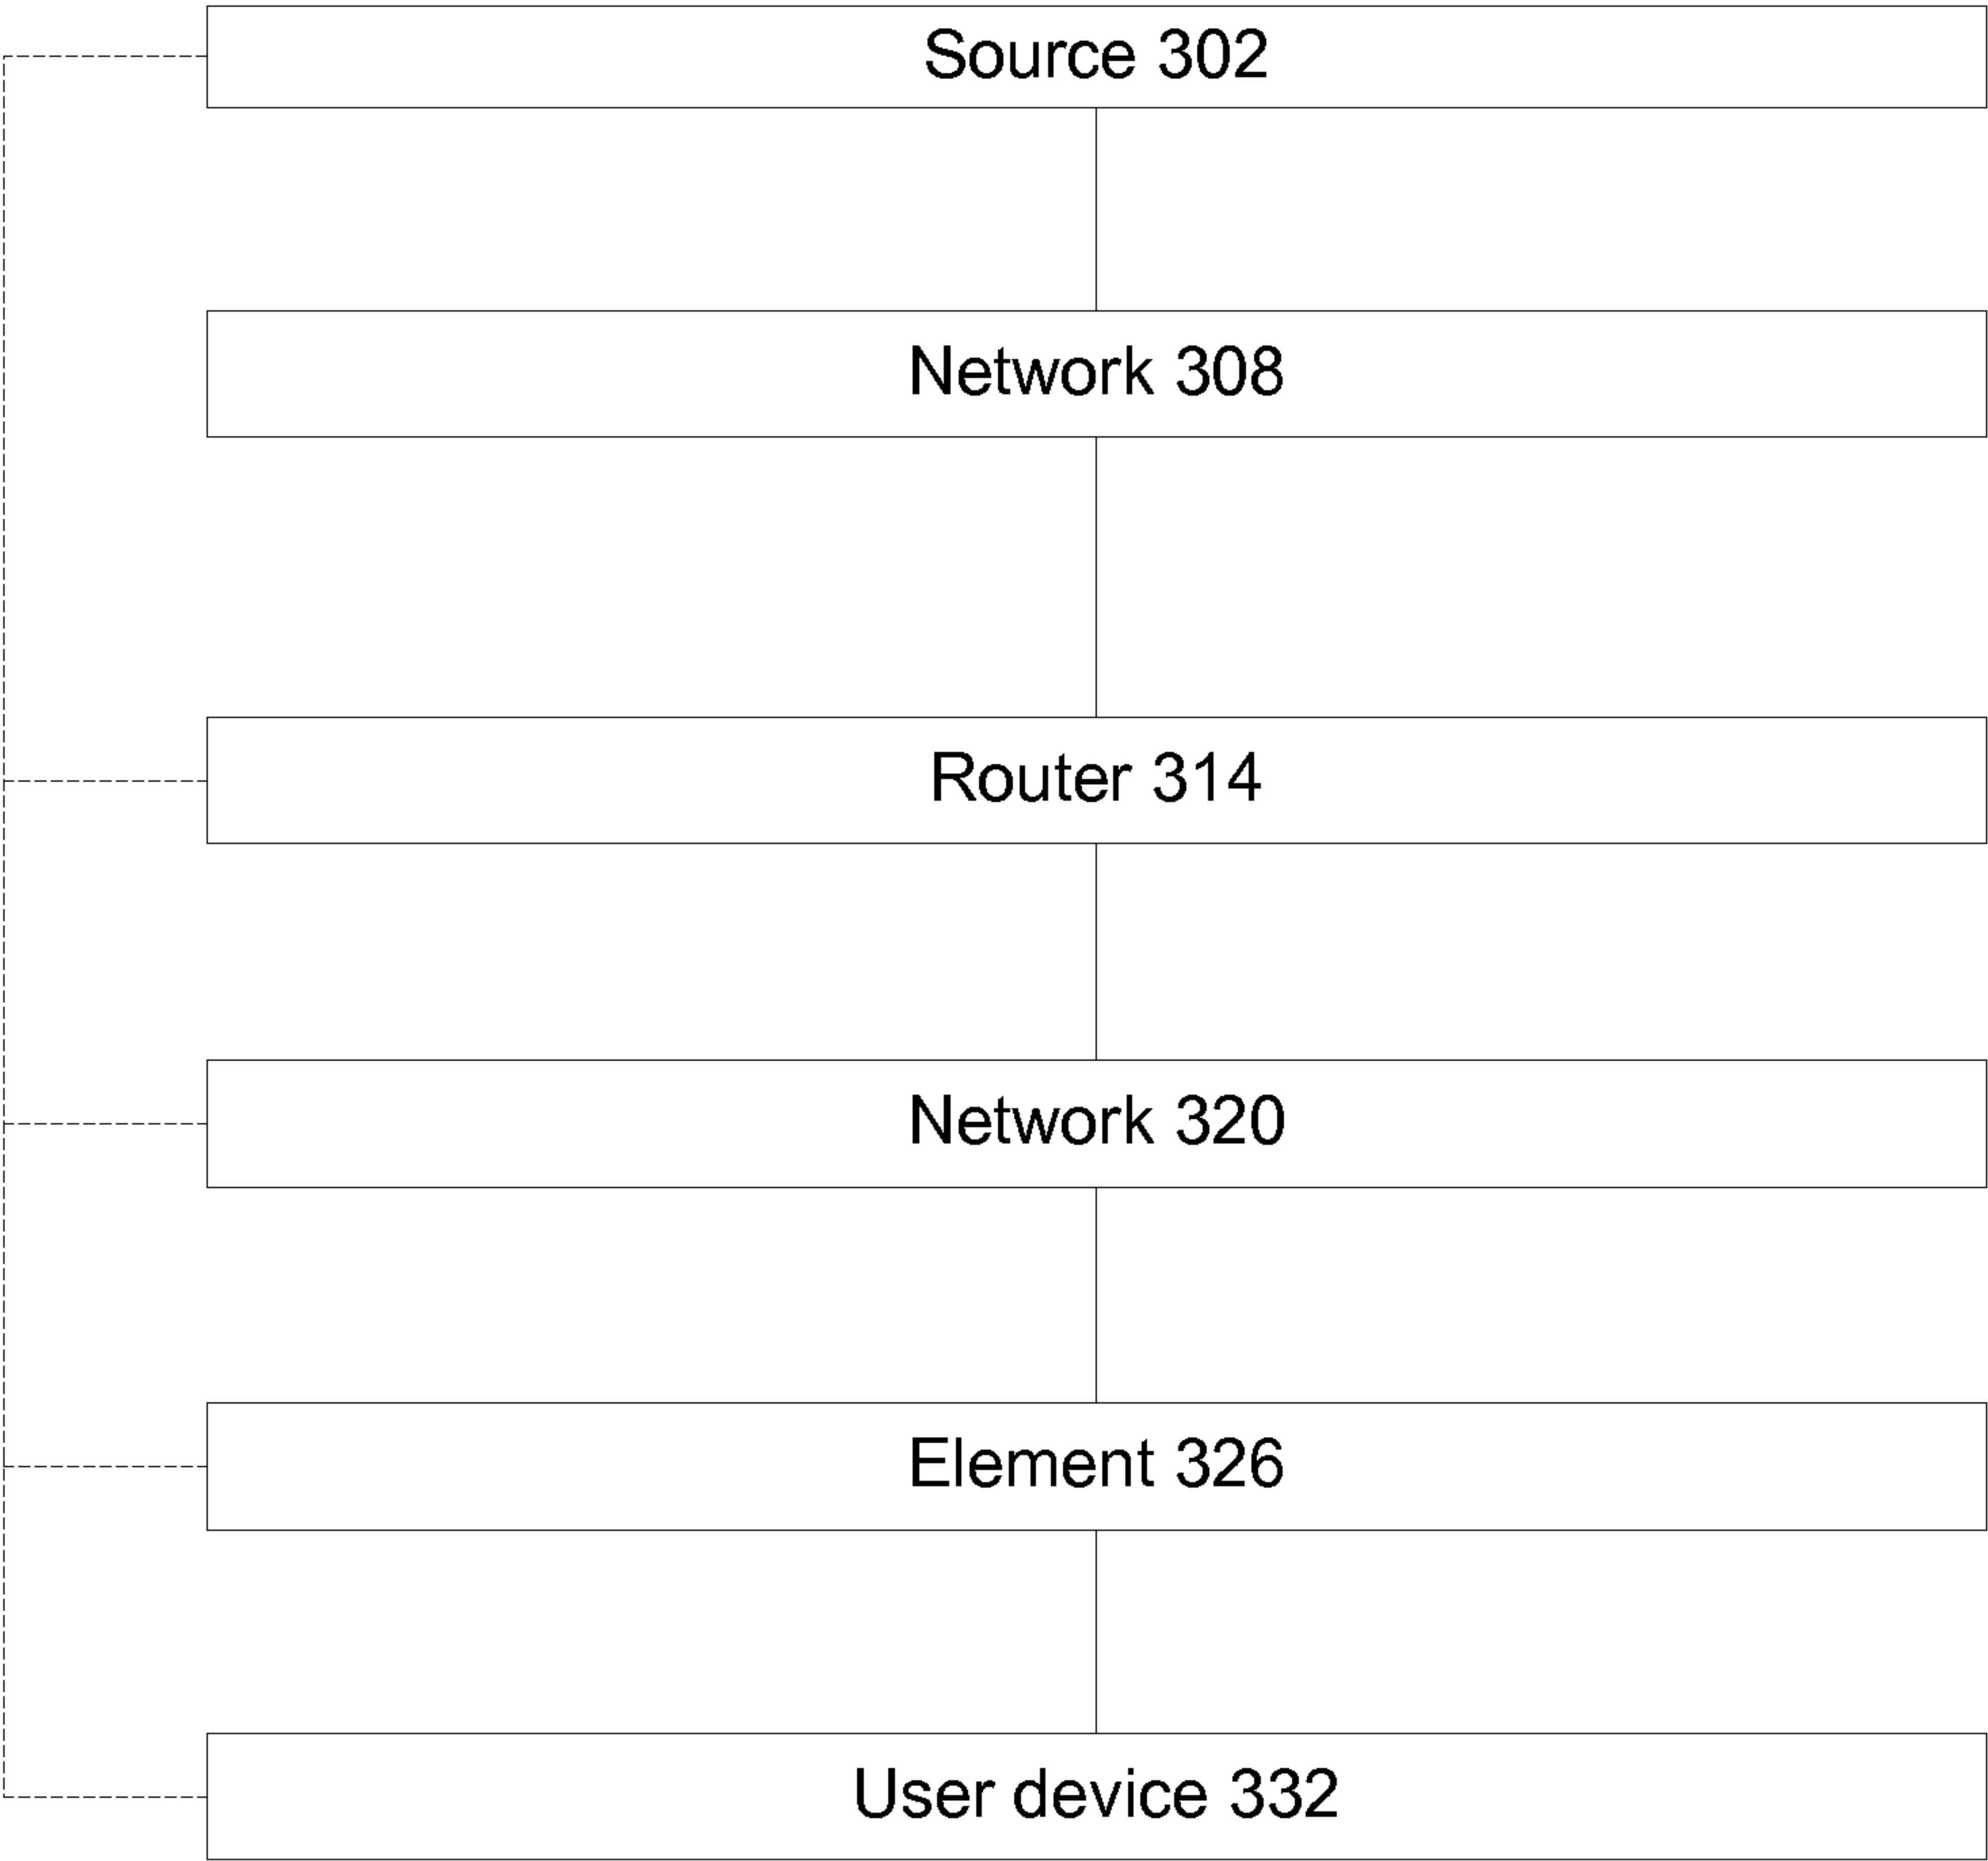 Source 302
Network 308
Router 314
Network 320
Element 326
User device 332